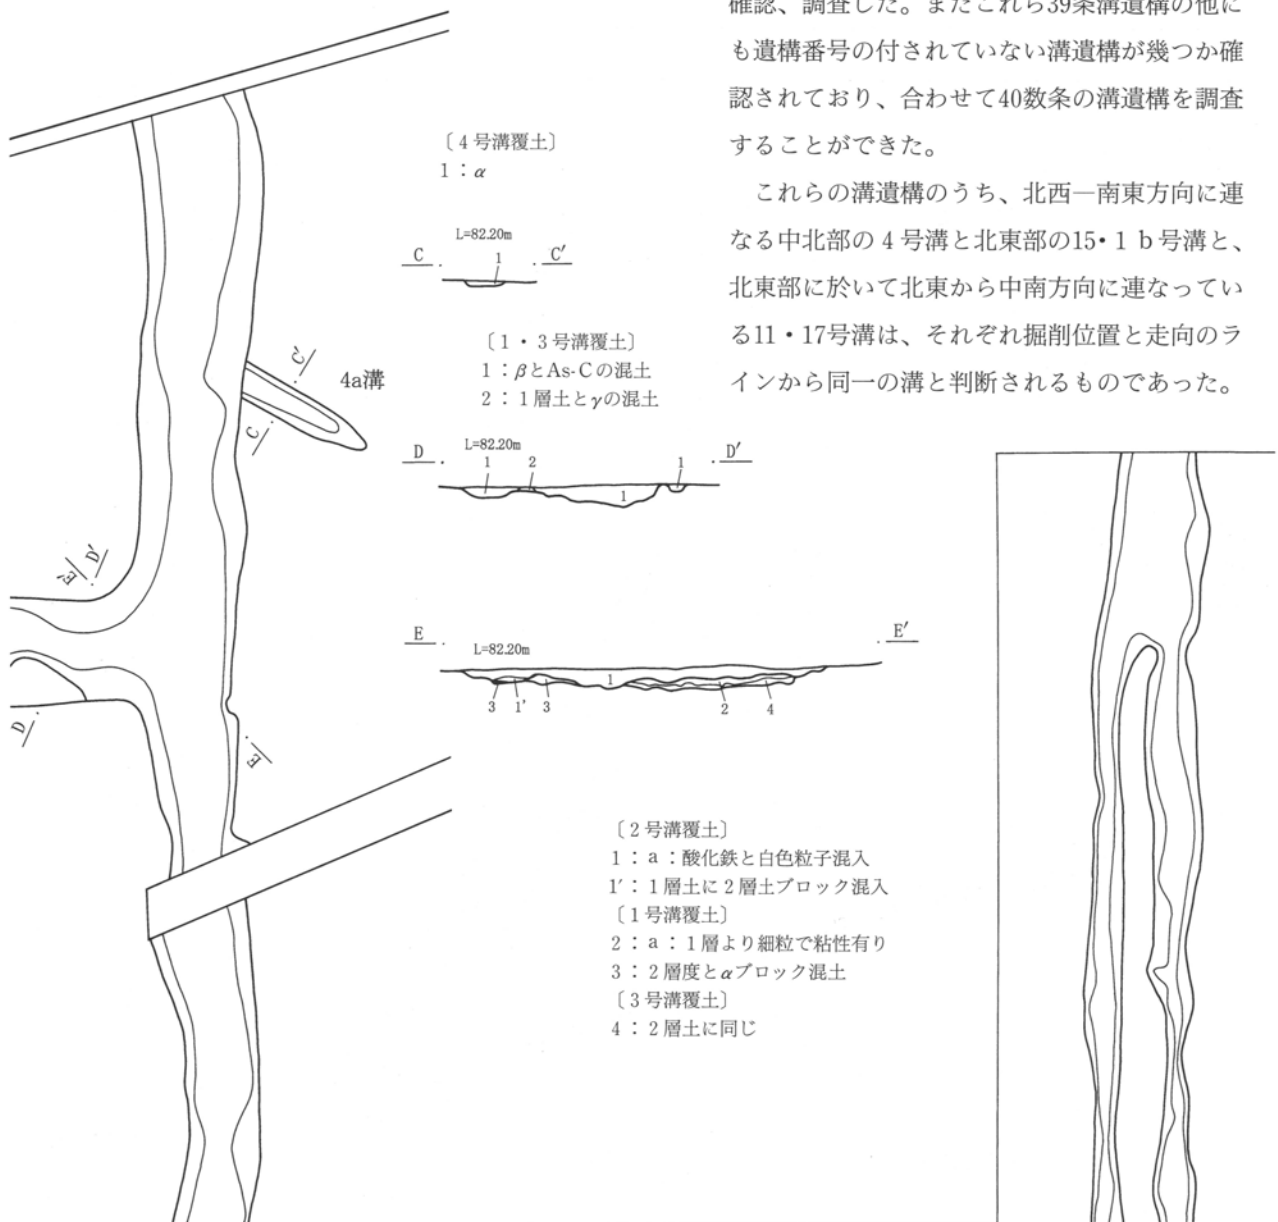 確認、調査した。またこれら39条溝遺構の他に
も遺構番号の付されていない溝遺構が幾つか確
認されており、合わせて40数条の溝遺構を調査
することができた。
これらの溝遺構のうち、北西―南東方向に連
なる中北部の4号溝と北東部の15・1b号溝と、
北東部に於いて北東から中南方向に連なってい
る11・17号溝は、それぞれ掘削位置と走向のラ
インから同一の溝と判断されるものであった。
〔4号溝覆土〕
1：α
L=82.20m
C
1
C′
〔1・3号溝覆土〕
1：βとAs-Cの混土
2：1層土とγの混土
D
L=82.20m
D′
1
2
1
1
E
L=82.20m
E′
1
3
1′
3
2
4
〔2号溝覆土〕
1：a：酸化鉄と白色粒子混入
1′：1層土に2層土ブロック混入
〔1号溝覆土〕
2：a：1層より細粒で粘性有り
3：2層度とαブロック混土
〔3号溝覆土〕
4：2層土に同じ
C′
4a溝
C
E′
D′
D
E